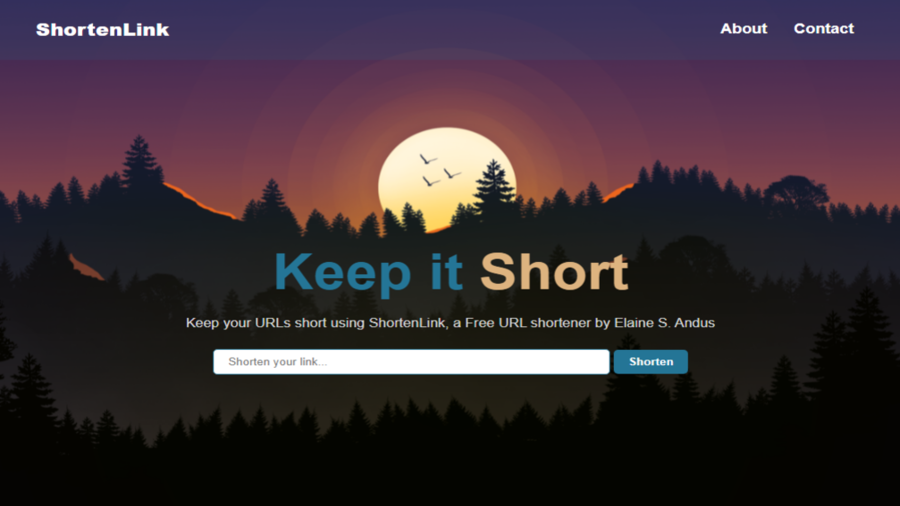 ShortenLink
About
Contact
Keep it Short
Keep your URLs short using ShortenLink, a Free URL shortener by Elaine S. Andus
Shorten your link...
Shorten